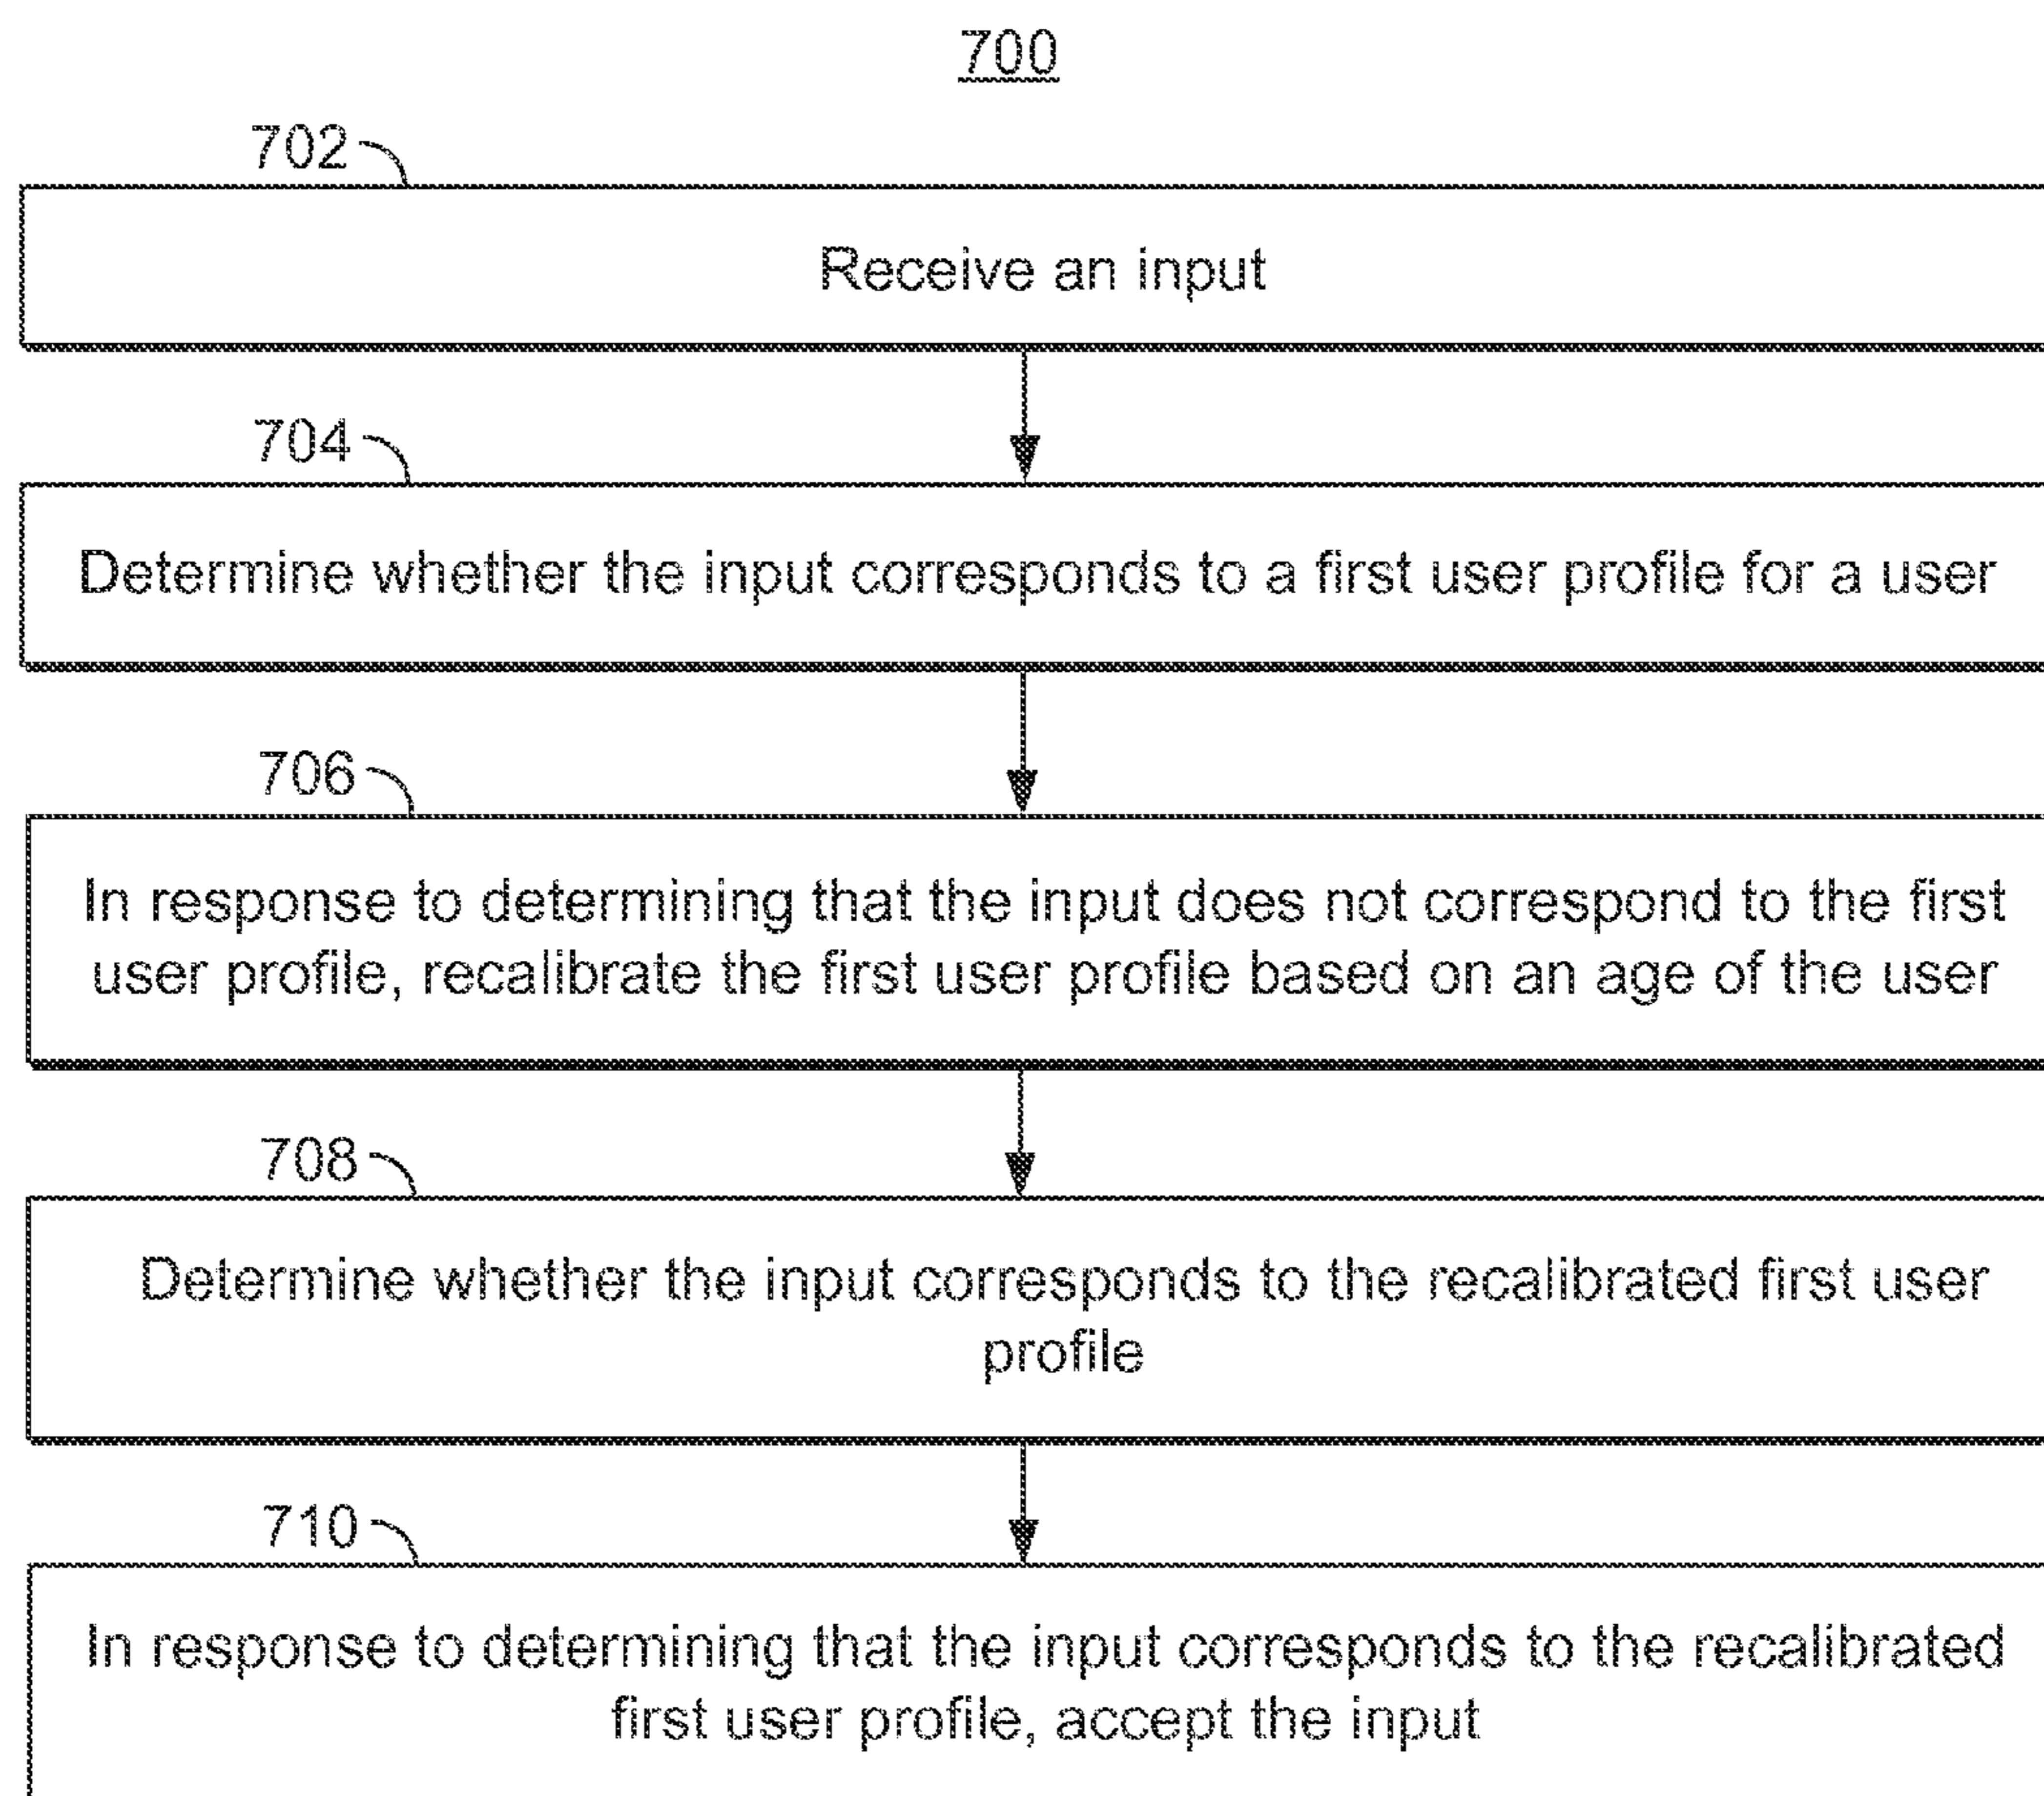 700
702
Receive an input
704
Determine whether the input corresponds to a first user profile for a user
706
In response to determining that the input does not correspond to the first
user profile, recalibrate the first user profile based on an age of the user
708
Determine whether the input corresponds to the recalibrated first user
profile
710
In response to determining that the input corresponds to the recalibrated
first user profile, accept the input